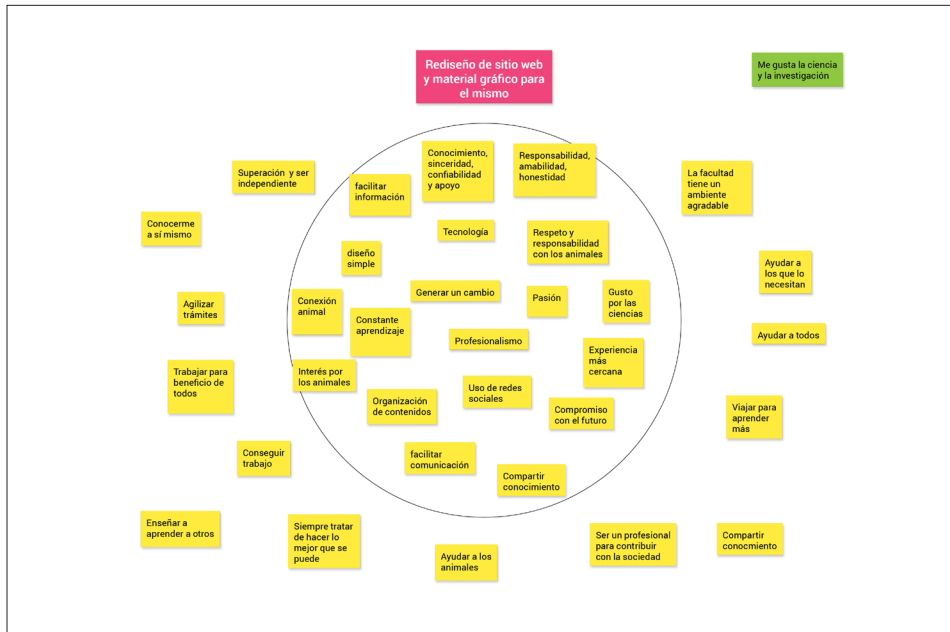 Rediseño de sitio web
y material gráfico para
el mismo
Me gusta la ciencia
y la investigación
Conocimiento,
sinceridad,
confiabilidad
y apoyo
Responsabilidad,
amabilidad,
honestidad
Superación y ser
independiente
facilitar
información
La facultad
tiene un
ambiente
agradable
Conocerme
a sí mismo
Tecnología
Respeto y
responsabilidad
con los animales
diseño
simple
Ayudar a
los que lo
necesitan
Agilizar
trámites
Conexión
animal
Generar un cambio
Pasión
Gusto
por las
ciencias
Constante
aprendizaje
Profesionalismo
Ayudar a todos
Experiencia
más
cercana
Trabajar para
beneficio de
todos
Interés por
los animales
Organización
de contenidos
Uso de redes
sociales
Compromiso
con el futuro
Viajar para
aprender
más
Conseguir
trabajo
facilitar
comunicación
Compartir
conocimiento
Enseñar a
aprender a otros
Siempre tratar
de hacer lo
mejor que se
puede
Ayudar a los
animales
Ser un profesional
para contribuir
con la sociedad
Compartir
conocmiento